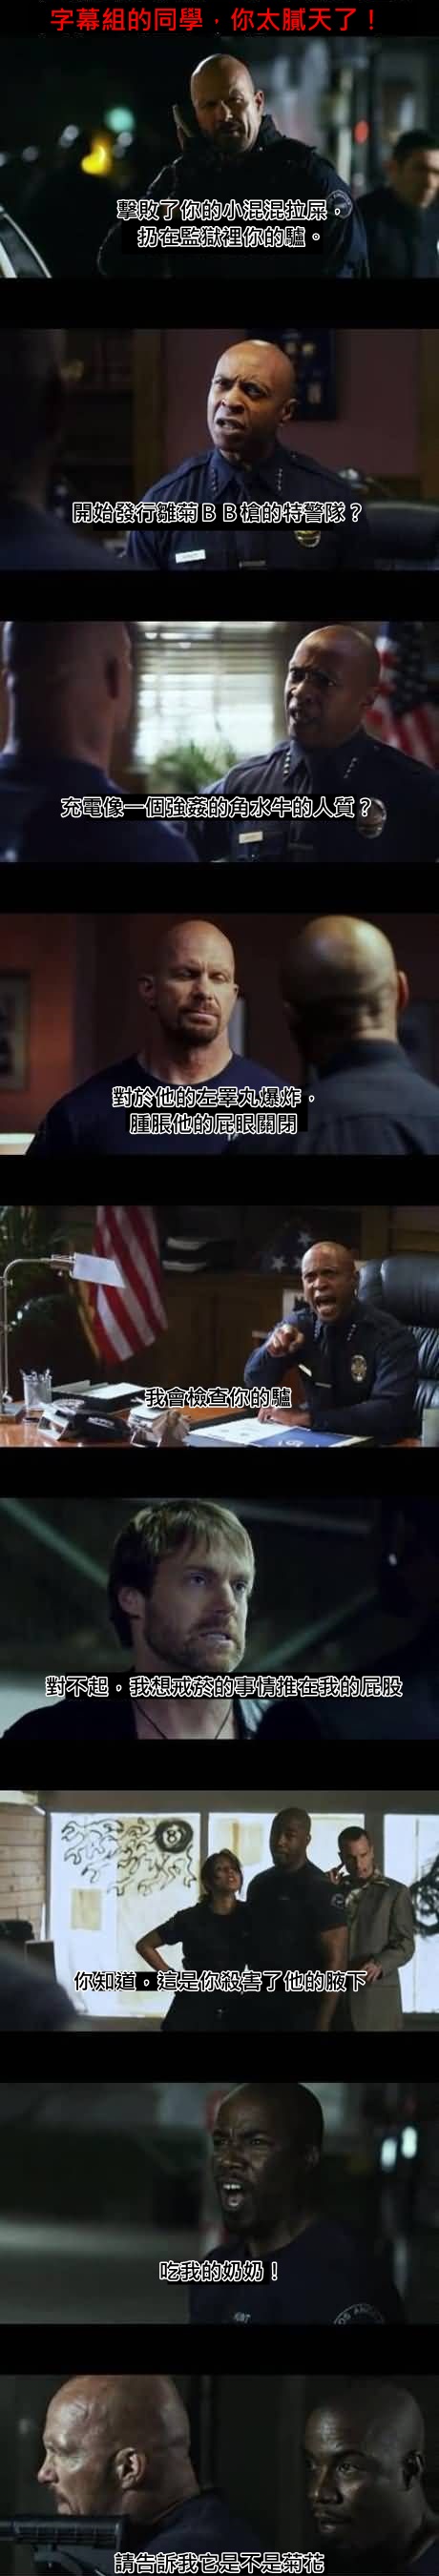 字幕組的同學，你太膩天了！
擊敗了你的小混混拉屎，
扔在監獄裡你的驢。
開始發行雛菊ＢＢ槍的特警隊？
充電像一個強姦的角水牛的人質？
對於他的左睪丸爆炸，
腫脹他的屁眼關閉
我會檢查你的驢
對不起，我想戒菸的事情推在我的屁股
你知道，這是你殺害了他的腋下
吃我的奶奶！
請告訴我它是不是菊花